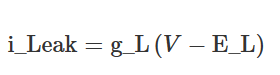 i_Leak = g_L (V − E_L)